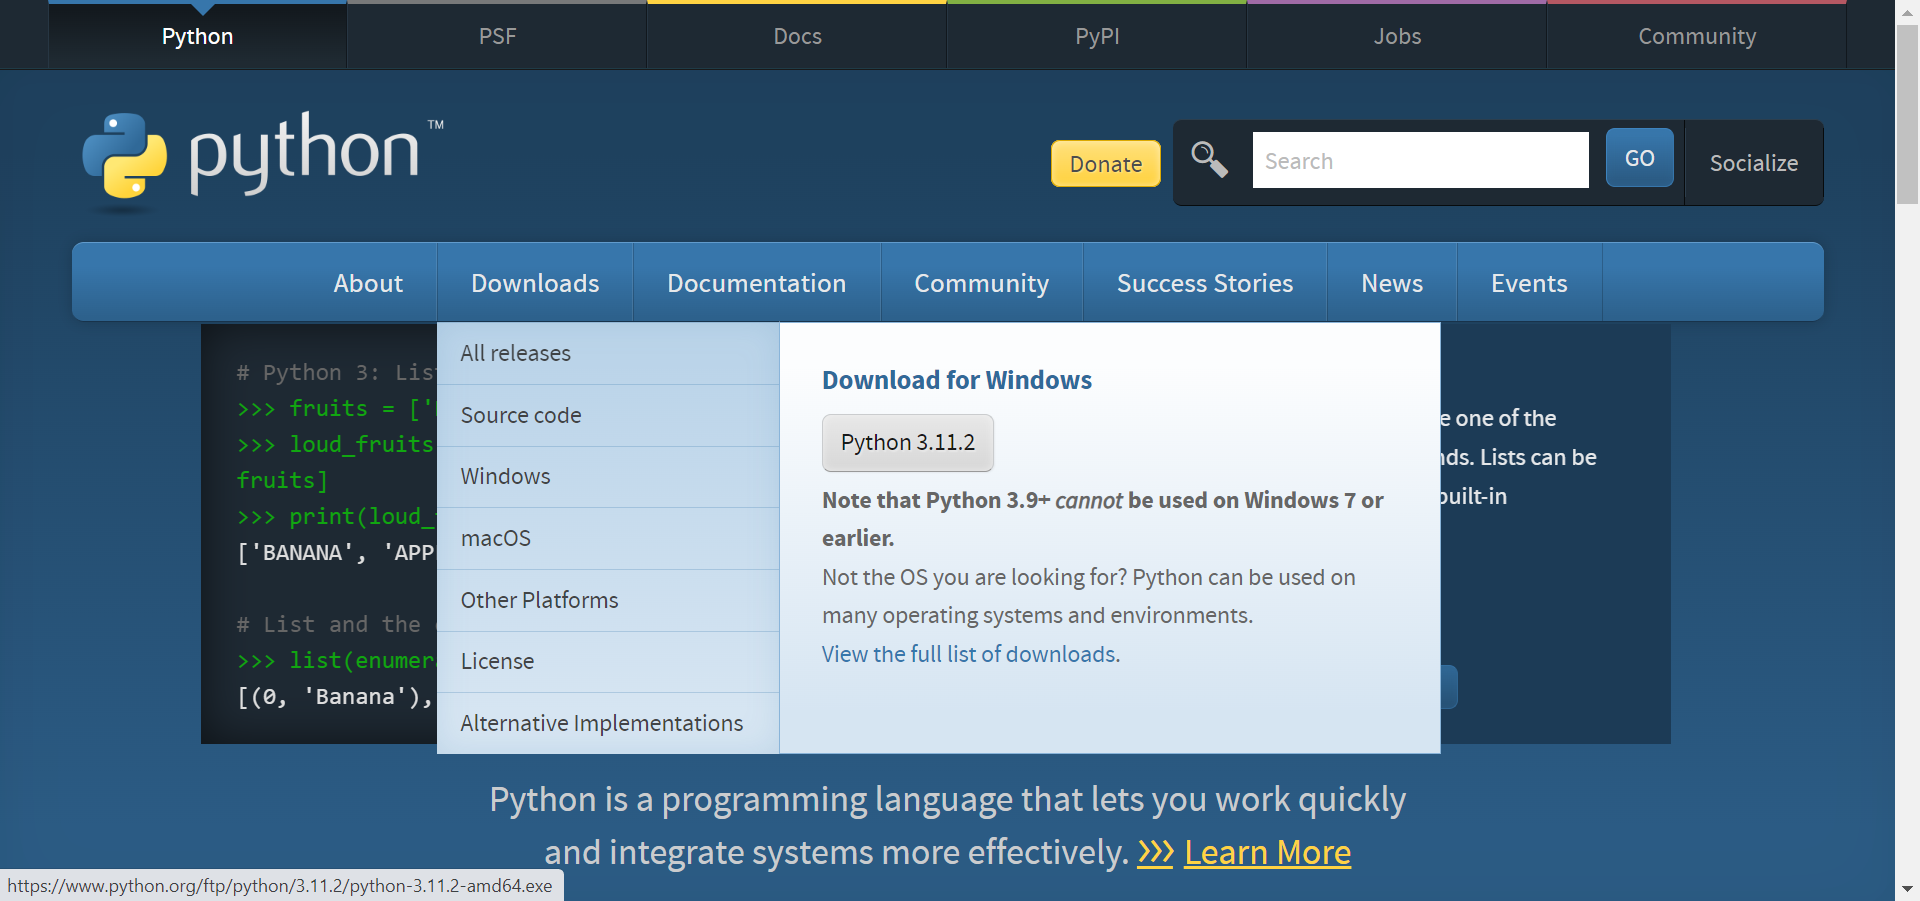 Python
PSF
Docs
PyPI
Jobs
Community
python™
Donate
Search
GO
Socialize
About
Downloads
Documentation
Community
Success Stories
News
Events
# Python 3: Lis
>>> fruits = ['
>>> loud_fruits
fruits]
>>> print(loud_
['BANANA', 'APP
# List and the
>>> list(enumer
[(0, 'Banana'),
All releases
Source code
Windows
macOS
Other Platforms
License
Alternative Implementations
Download for Windows
Python 3.11.2
Note that Python 3.9+ cannot be used on Windows 7 or
earlier.
Not the OS you are looking for? Python can be used on
many operating systems and environments.
View the full list of downloads.
e one of the
nds. Lists can be
built-in
Python is a programming language that lets you work quickly
and integrate systems more effectively. >>> Learn More
https://www.python.org/ftp/python/3.11.2/python-3.11.2-amd64.exe